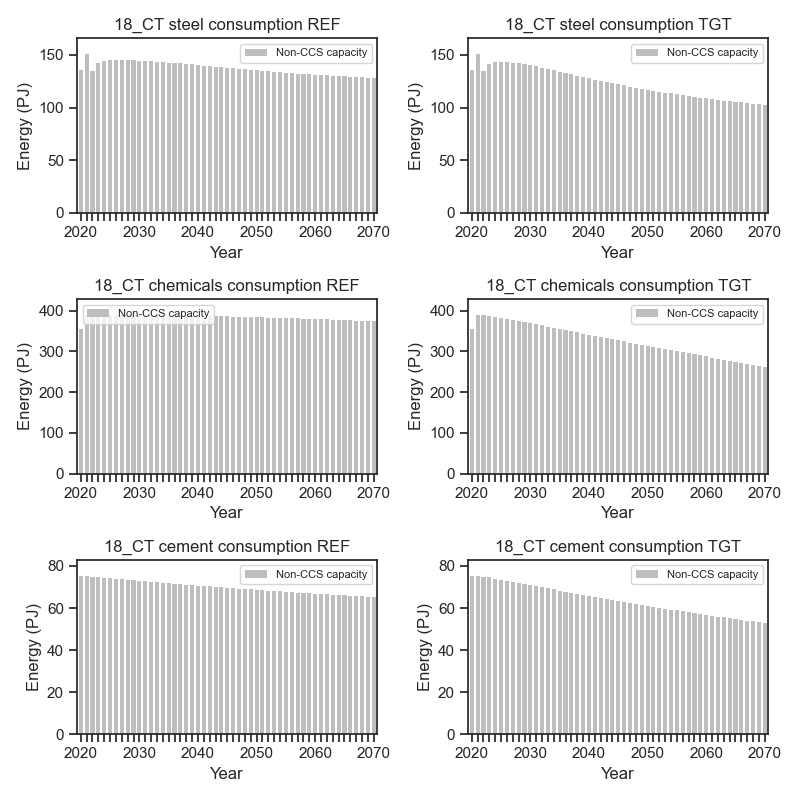 18_CT steel consumption REF
Non-CCS capacity
Energy (PJ)
150
100
50
0
2020 2030 2040 2050 2060 2070
Year
18_CT steel consumption TGT
Non-CCS capacity
Energy (PJ)
150
100
50
0
2020 2030 2040 2050 2060 2070
Year
18_CT chemicals consumption REF
Non-CCS capacity
Energy (PJ)
400
300
200
100
0
2020 2030 2040 2050 2060 2070
Year
18_CT chemicals consumption TGT
Non-CCS capacity
Energy (PJ)
400
300
200
100
0
2020 2030 2040 2050 2060 2070
Year
18_CT cement consumption REF
Non-CCS capacity
Energy (PJ)
80
60
40
20
0
2020 2030 2040 2050 2060 2070
Year
18_CT cement consumption TGT
Non-CCS capacity
Energy (PJ)
80
60
40
20
0
2020 2030 2040 2050 2060 2070
Year